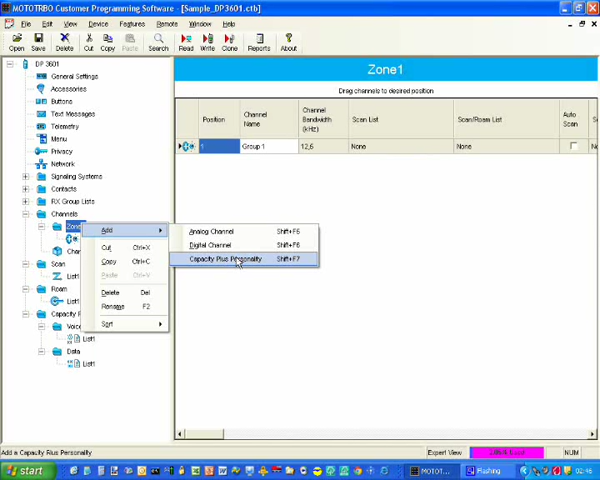 MOTOTRBO Customer Programming Software - [Sample_DP3601.ctb]
File Edit View Device Features Remote Window Help
Open Save Delete Cut Copy Paste Search Read Write Clone Reports About
DP 3601
General Settings
Accessories
Buttons
Text Messages
Telemetry
Menu
Privacy
Network
Signaling Systems
Contacts
RX Group Lists
Channels
Zone
Chan
Scan
List1
Roam
List1
Capacity P
Voic
List1
Data
List1
Zone1
Drag channels to desired position
Position
Channel Name
Channel Bandwidth (kHz)
Scan List
Scan/Roam List
Auto Scan
1 Group 1 12,5 None None
Add
Cut Ctrl+X
Copy Ctrl+C
Paste Ctrl+V
Delete Del
Rename F2
Sort
Analog Channel Shift+F5
Digital Channel Shift+F6
Capacity Plus Personality Shift+F7
Add a Capacity Plus Personality
Expert View
NUM
start
MOTOT...
Flashing
02:46